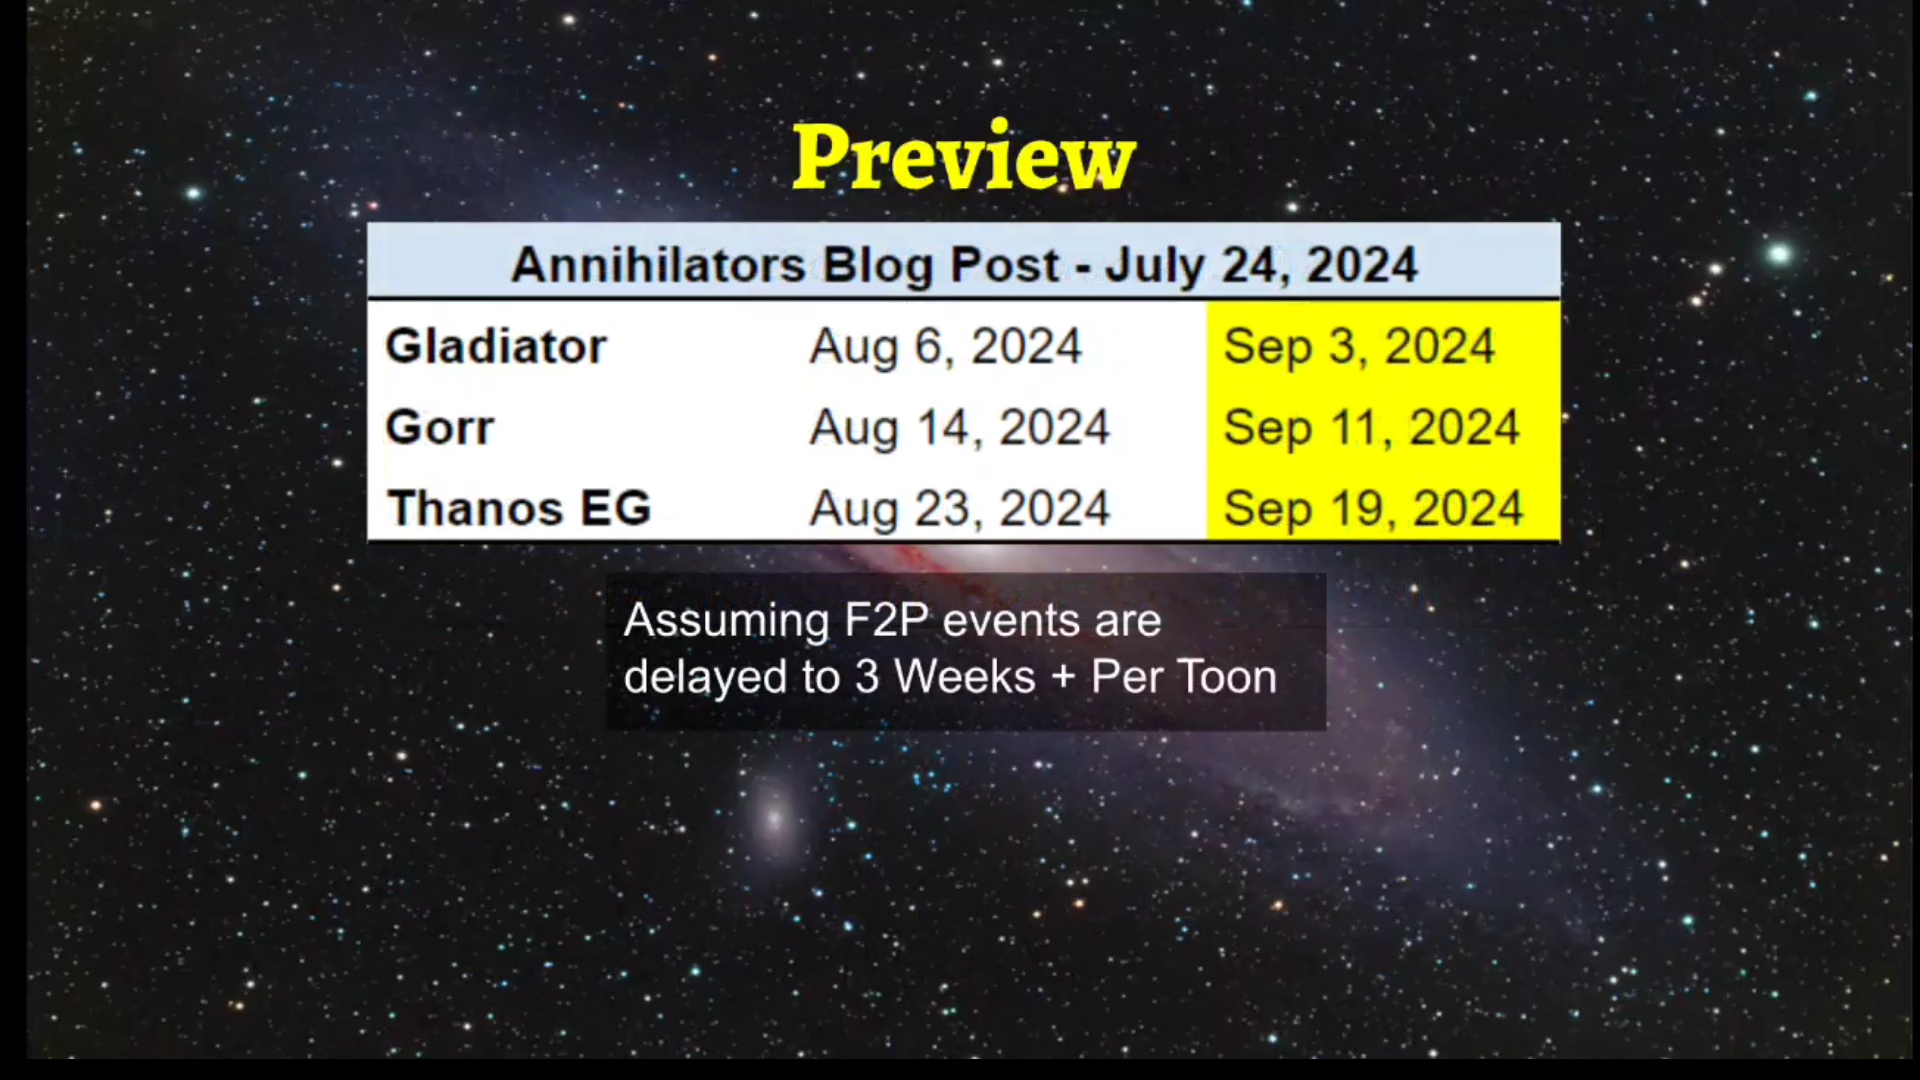 Preview
Annihilators Blog Post - July 24, 2024
Gladiator Aug 6, 2024 Sep 3, 2024
Gorr Aug 14, 2024 Sep 11, 2024
Thanos EG Aug 23, 2024 Sep 19, 2024
Assuming F2P events are
delayed to 3 Weeks + Per Toon